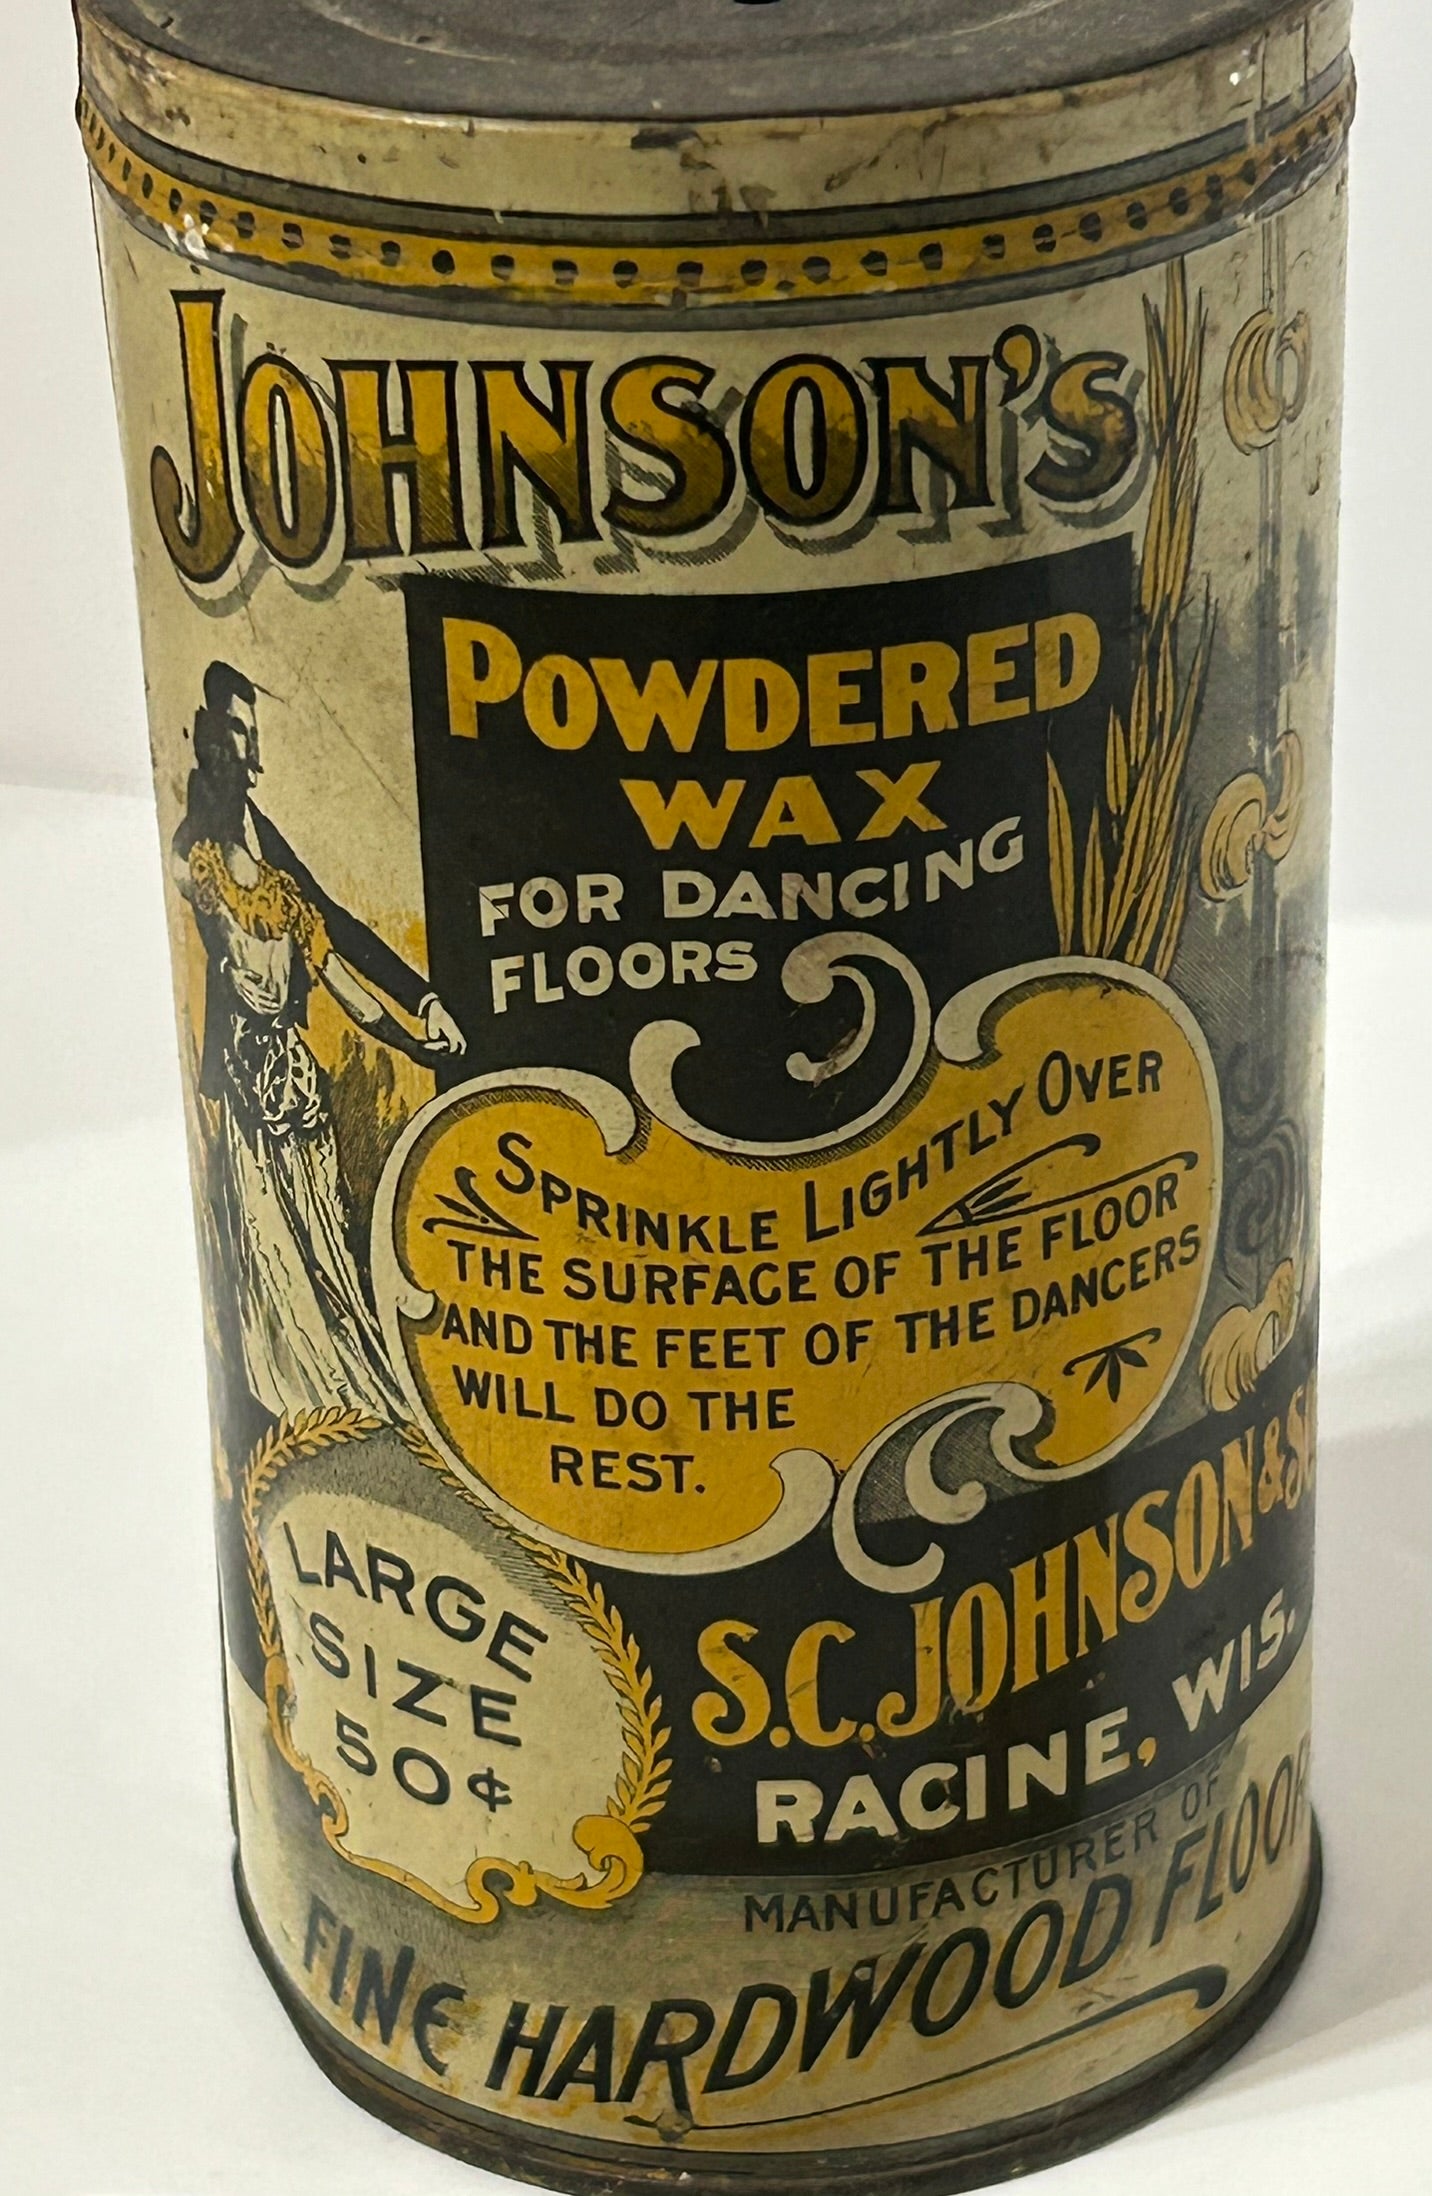 JOHNSON'S
POWDERED
WAX
FOR DANCING
FLOORS
SPRINKLE LIGHTLY OVER
THE SURFACE OF THE FLOOR
AND THE FEET OF THE DANCERS
WILL DO THE
REST.
LARGE
SIZE
50¢
S.C. JOHNSON &
RACINE, WIS.
MANUFACTURER OF
FINE HARDWOOD FLOOR